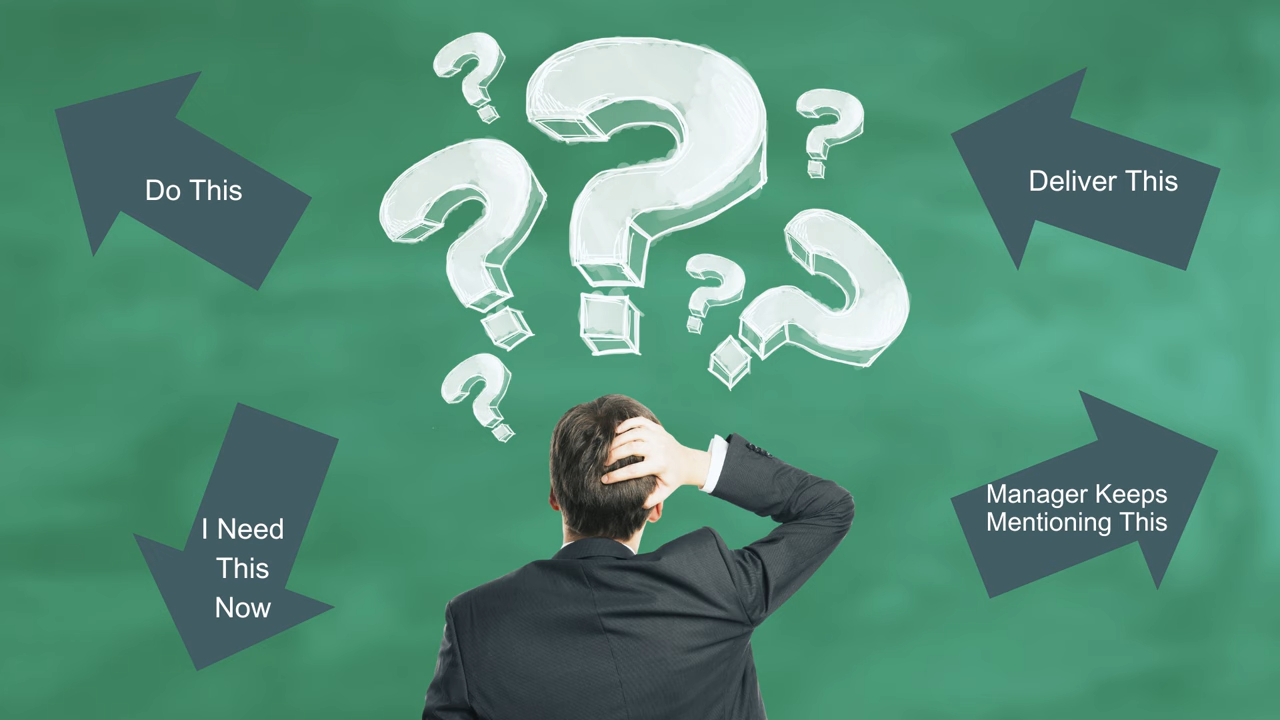 Do This
Deliver This
I Need
This
Now
Manager Keeps
Mentioning This